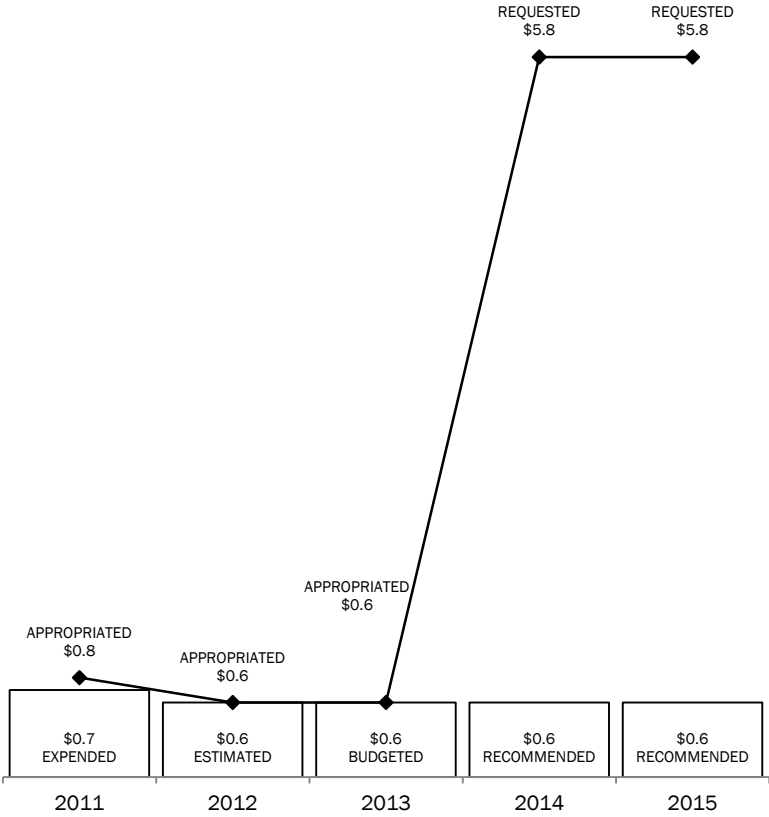 REQUESTED
$5.8
REQUESTED
$5.8
APPROPRIATED
$0.6
APPROPRIATED
$0.8
APPROPRIATED
$0.6
$0.7
EXPENDED
$0.6
ESTIMATED
$0.6
BUDGETED
$0.6
RECOMMENDED
$0.6
RECOMMENDED
2011
2012
2013
2014
2015